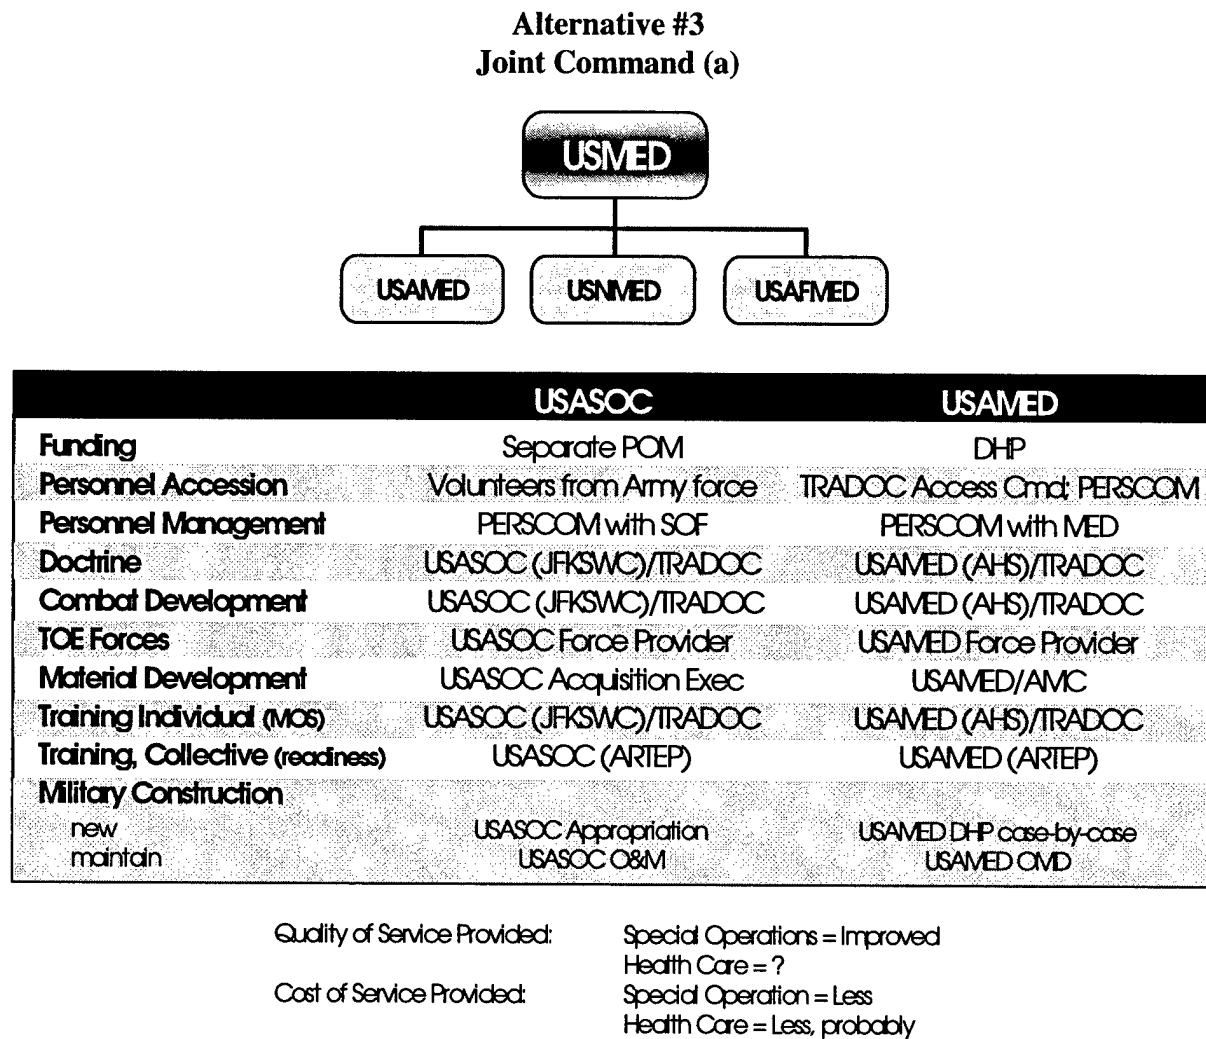 Alternative #3
Joint Command (a)
USMED
USAMED USNMED USAFMED
USASOC USAMED
Funding Separate POM DHP
Personnel Accession Volunteers from Army force TRADOC Access Cmd; PERSCOM
Personnel Management PERSCOM with SOF PERSCOM with MED
Doctrine USASOC (JFKSWC)/TRADOC USAMED (AHS)/TRADOC
Combat Development USASOC (JFKSWC)/TRADOC USAMED (AHS)/TRADOC
TOE Forces USASOC Force Provider USAMED Force Provider
Material Development USASOC Acquisition Exec USAMED/AMC
Training Individual (MOS) USASOC (JFKSWC)/TRADOC USAMED (AHS)/TRADOC
Training, Collective (readiness) USASOC (ARTEP) USAMED (ARTEP)
Military Construction
new USASOC Appropriation USAMED DHP case-by-case
maintain USASOC O&M USAMED OMD
Quality of Service Provided: Special Operations = Improved
Health Care = ?
Cost of Service Provided: Special Operation = Less
Health Care = Less, probably